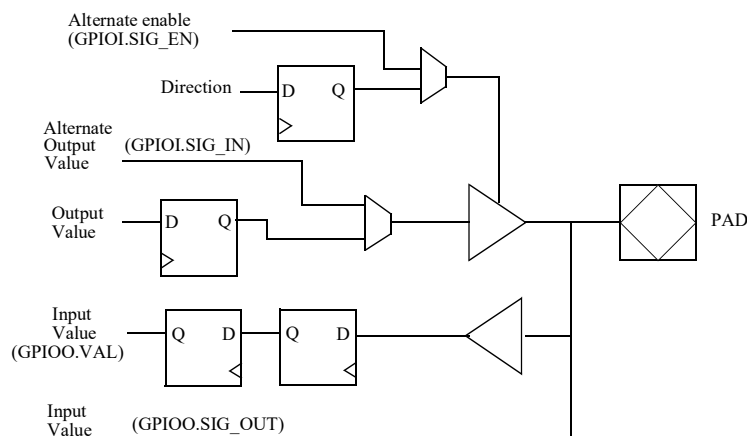 Alternate enable
(GPIOI.SIG_EN)
Direction
D Q
Alternate
Output
Value
(GPIOI.SIG_IN)
Output
Value
D Q
PAD
Input
Value
(GPIOO.VAL)
Q D
Q D
Input
Value
(GPIOO.SIG_OUT)